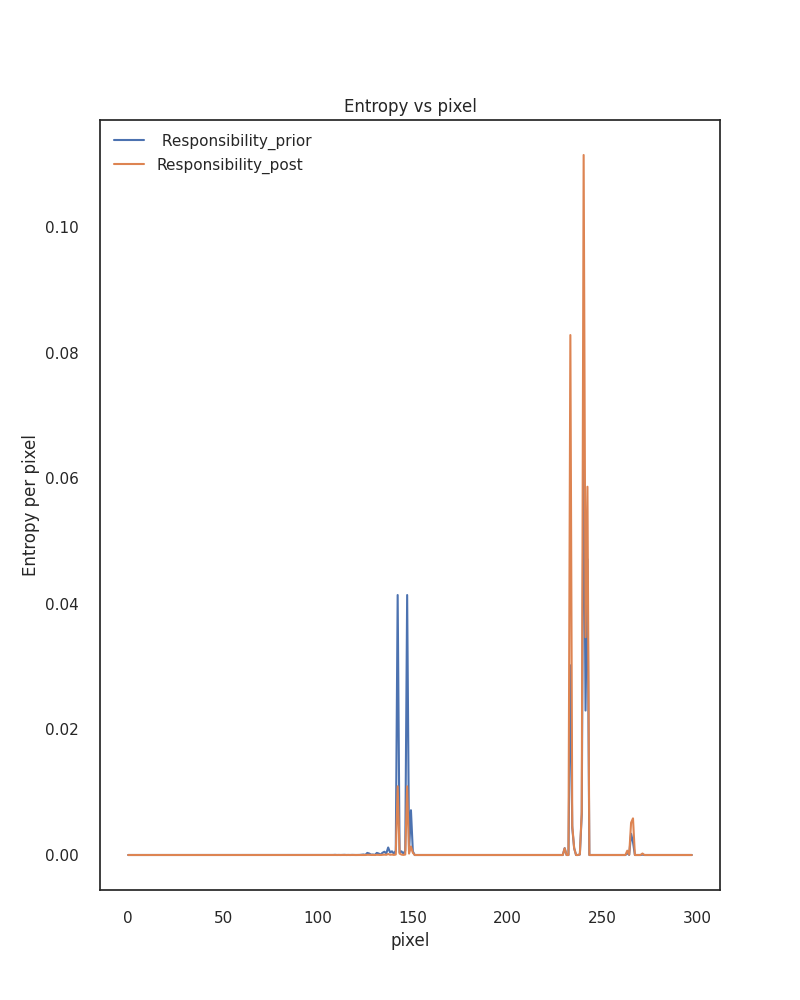 Entropy vs pixel
Responsibility_prior
Responsibility_post
0.10
0.08
0.06
0.04
0.02
0.00
Entropy per pixel
0 50 100 150 200 250 300
pixel